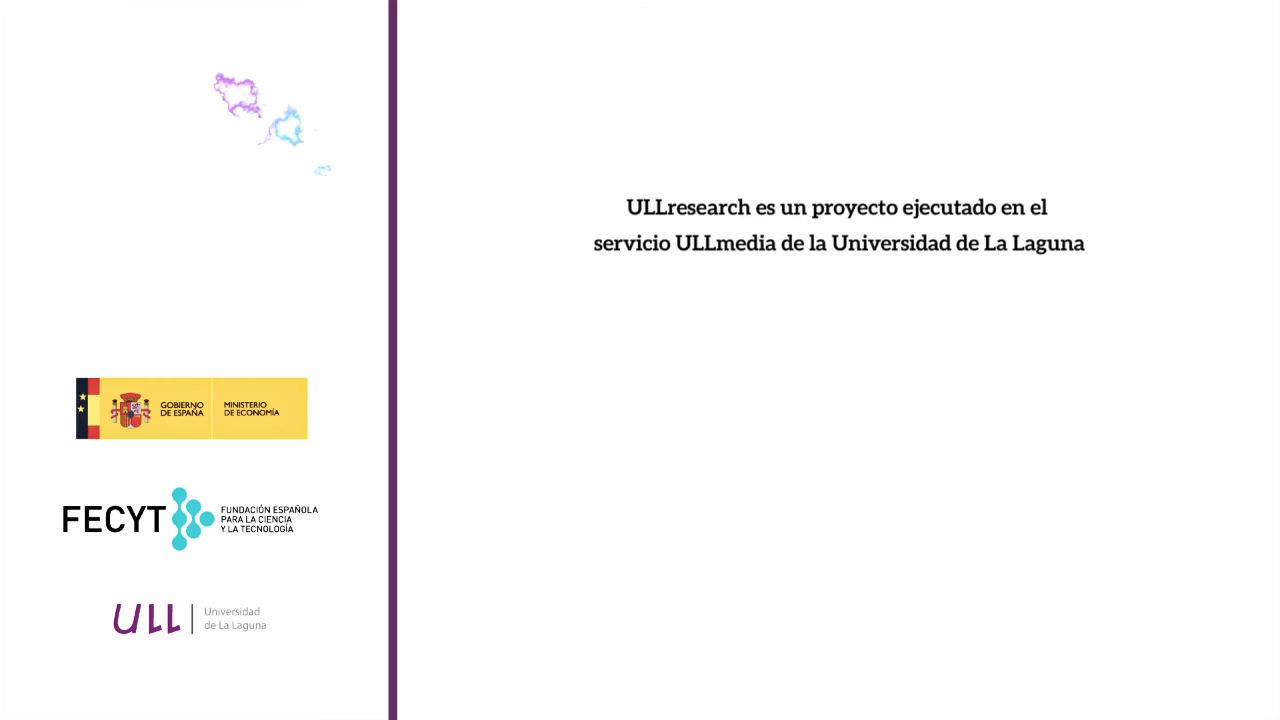 ULLresearch es un proyecto ejecutado en el
servicio ULLmedia de la Universidad de La Laguna
GOBIERNO
DE ESPAÑA
MINISTERIO
DE ECONOMÍA
FECYT
FUNDACIÓN ESPAÑOLA
PARA LA CIENCIA
Y LA TECNOLOGÍA
ULL
Universidad
de La Laguna